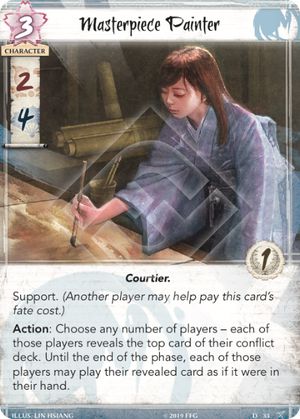 3
Masterpiece Painter
CHARACTER
2
4
1
Courtier.
Support. (Another player may help pay this card's
fate cost.)
Action: Choose any number of players – each of
those players reveals the top card of their conflict
deck. Until the end of the phase, each of those
players may play their revealed card as if it were in
their hand.
ILLUS. LIN HSIANG
© 2019 FFG
D